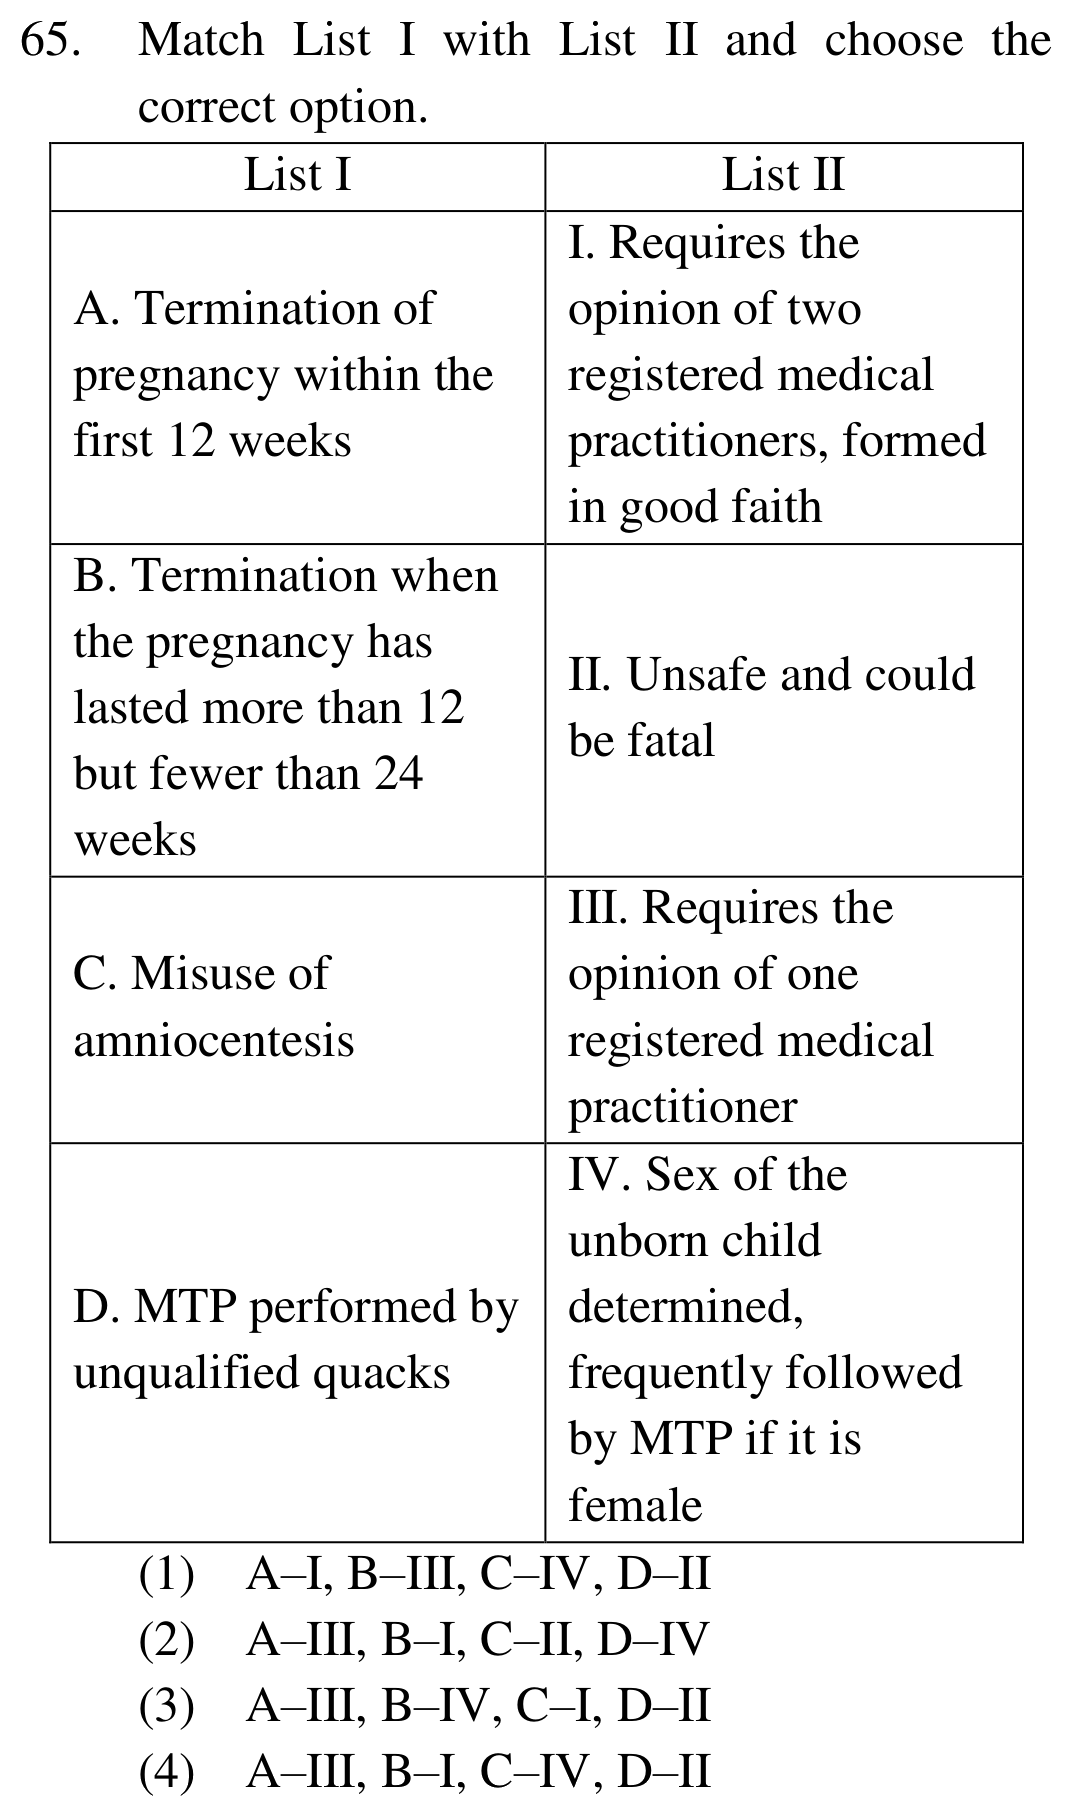 65. Match List I with List II and choose the
correct option.
List I
List II
A. Termination of
pregnancy within the
first 12 weeks
I. Requires the
opinion of two
registered medical
practitioners, formed
in good faith
B. Termination when
the pregnancy has
lasted more than 12
but fewer than 24
weeks
II. Unsafe and could
be fatal
C. Misuse of
amniocentesis
III. Requires the
opinion of one
registered medical
practitioner
D. MTP performed by
unqualified quacks
IV. Sex of the
unborn child
determined,
frequently followed
by MTP if it is
female
(1) A–I, B–III, C–IV, D–II
(2) A–III, B–I, C–II, D–IV
(3) A–III, B–IV, C–I, D–II
(4) A–III, B–I, C–IV, D–II